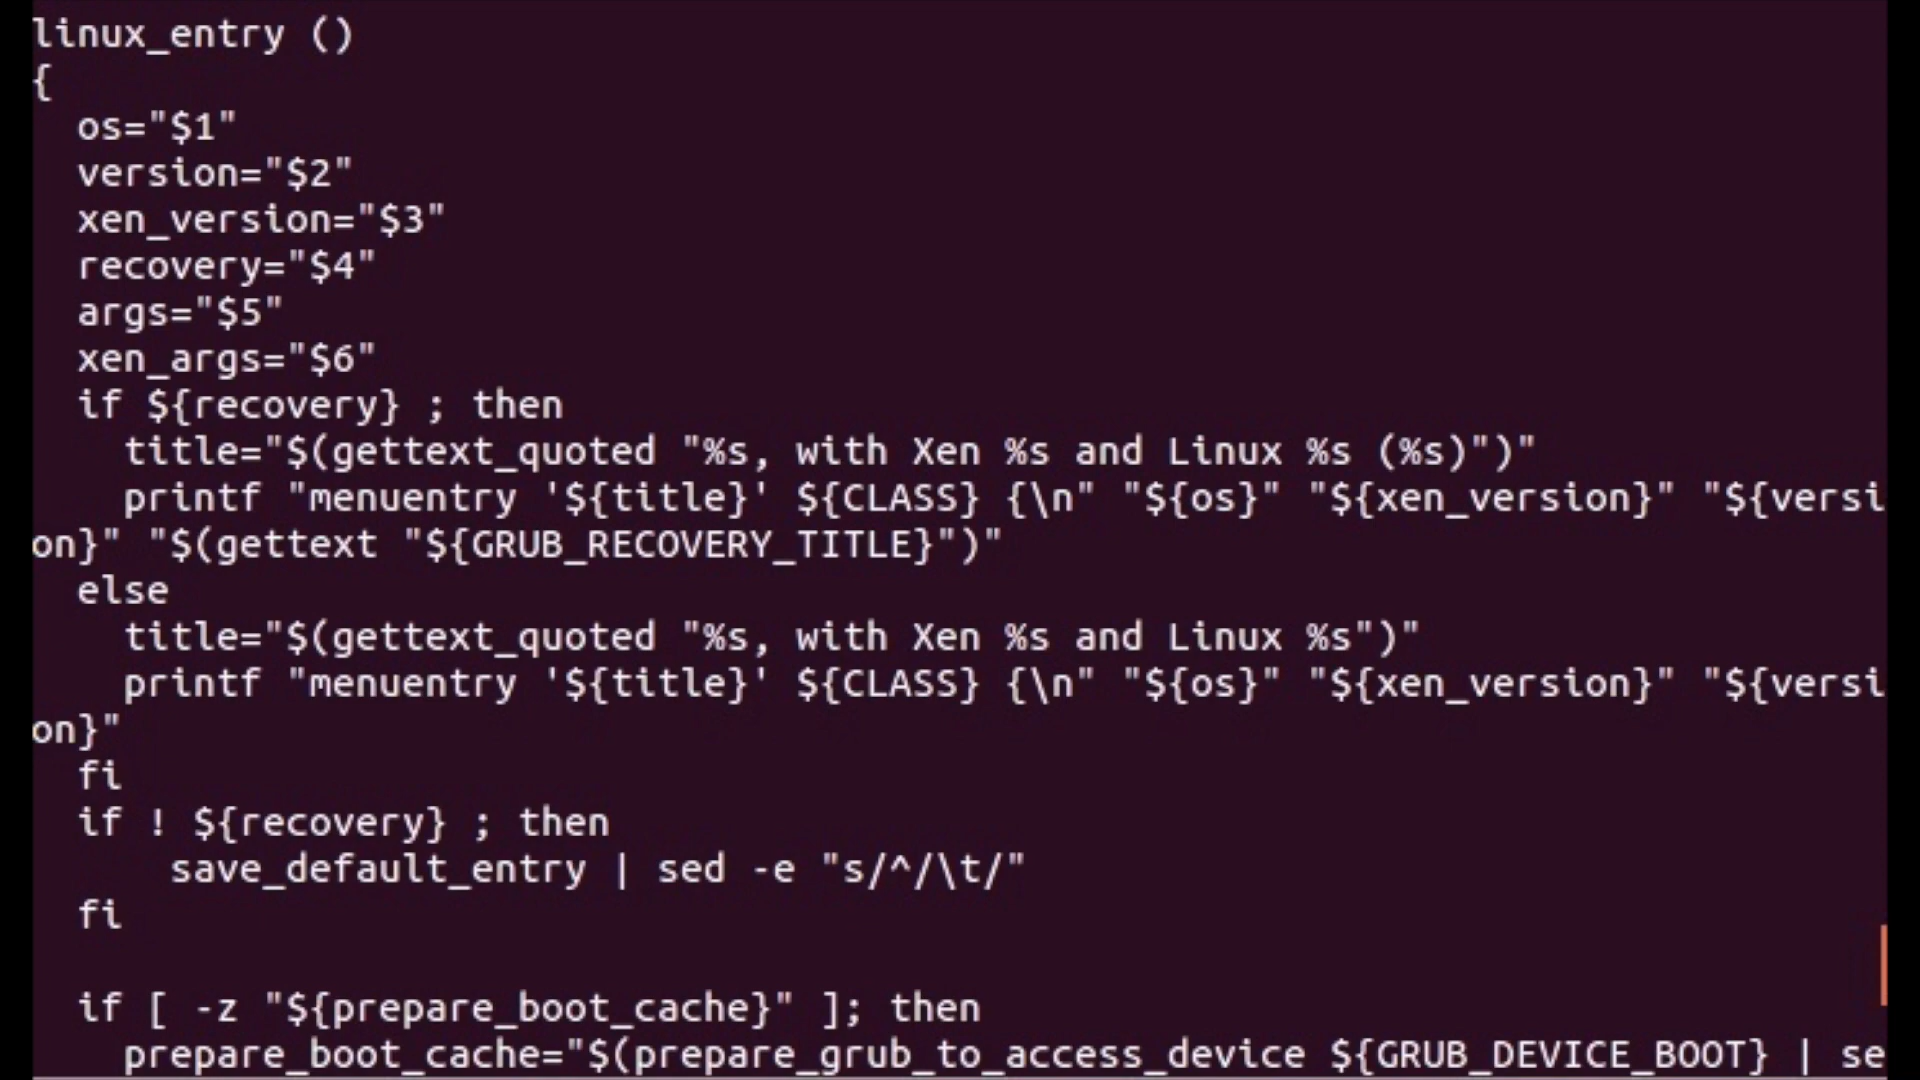 linux_entry ()
{
  os="$1"
  version="$2"
  xen_version="$3"
  recovery="$4"
  args="$5"
  xen_args="$6"
  if ${recovery} ; then
    title="$(gettext_quoted "%s, with Xen %s and Linux %s (%s)")"
    printf "menuentry '${title}' ${CLASS} {\n" "${os}" "${xen_version}" "${versi
on}" "$(gettext "${GRUB_RECOVERY_TITLE}")"
  else
    title="$(gettext_quoted "%s, with Xen %s and Linux %s")"
    printf "menuentry '${title}' ${CLASS} {\n" "${os}" "${xen_version}" "${versi
on}"
  fi
  if ! ${recovery} ; then
      save_default_entry | sed -e "s/^/\t/"
  fi

  if [ -z "${prepare_boot_cache}" ]; then
    prepare_boot_cache="$(prepare_grub_to_access_device ${GRUB_DEVICE_BOOT} | se